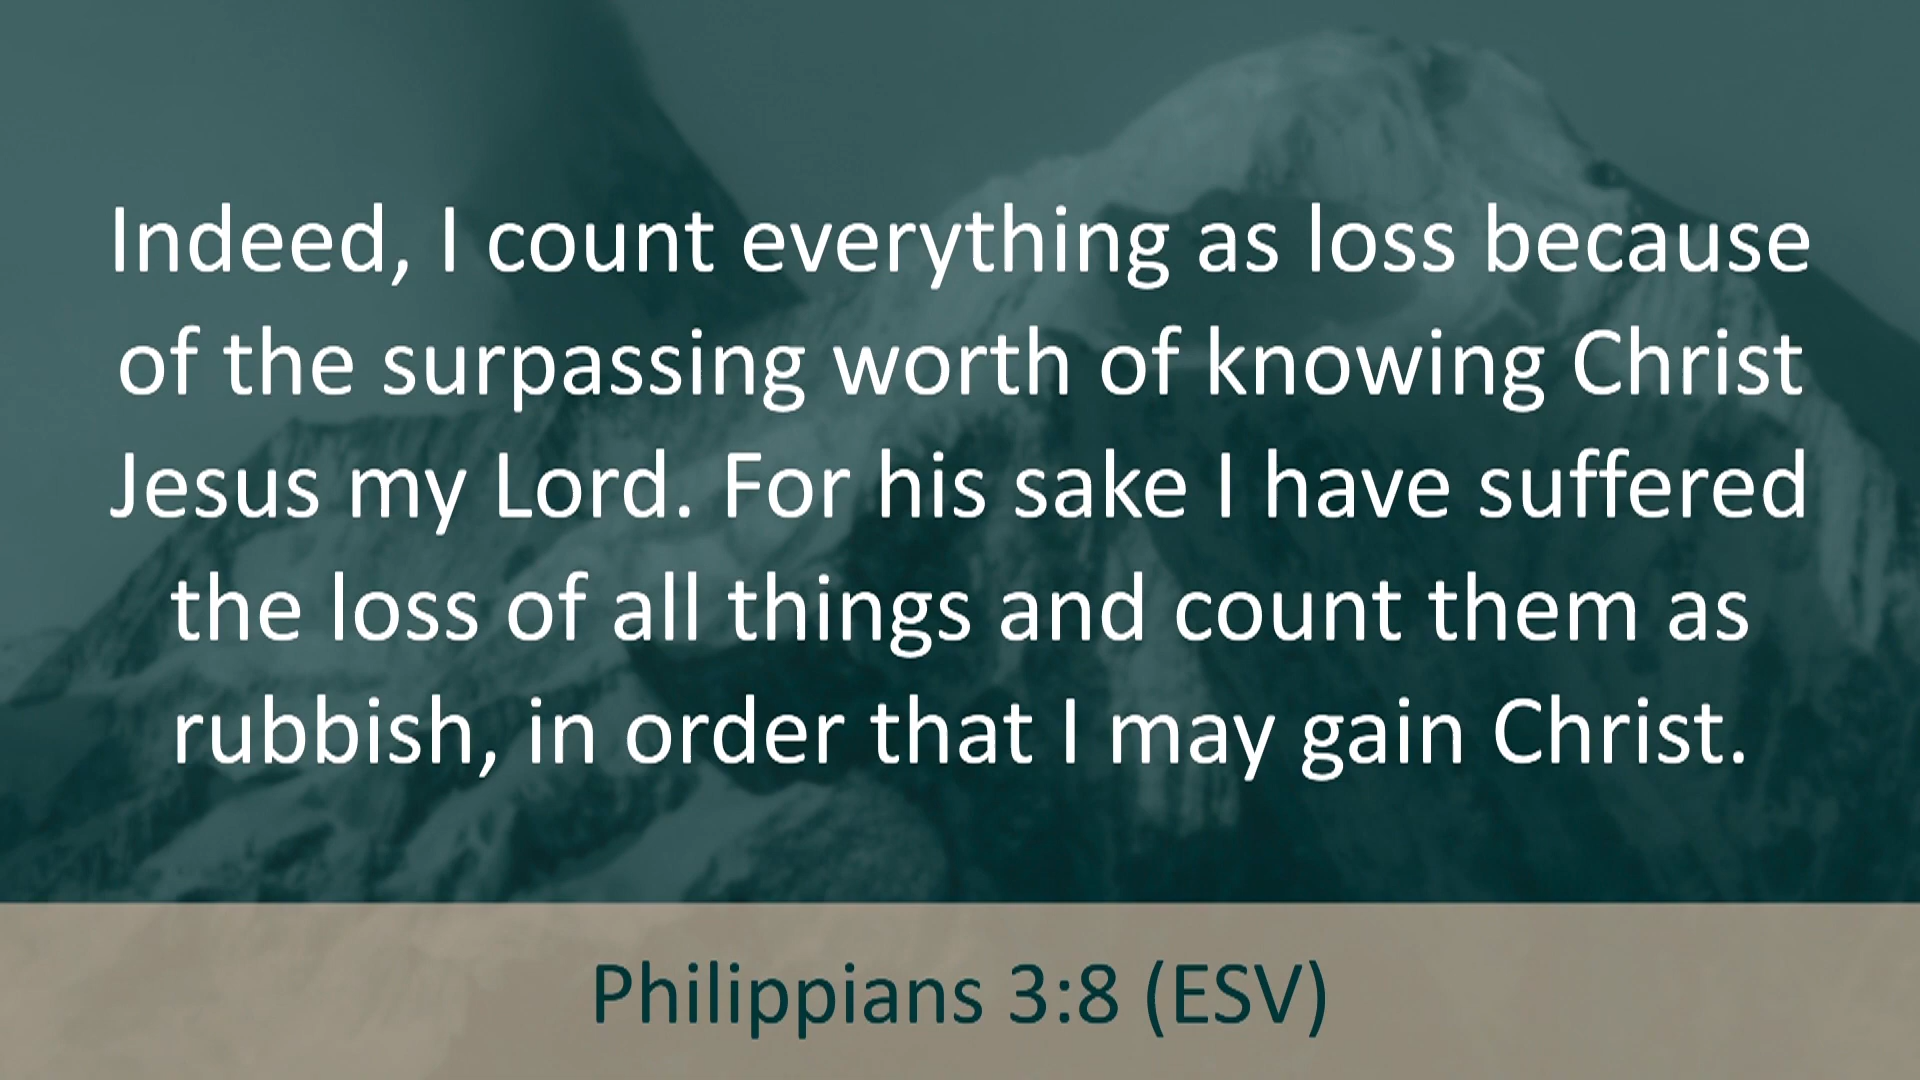 Indeed, I count everything as loss because
of the surpassing worth of knowing Christ
Jesus my Lord. For his sake I have suffered
the loss of all things and count them as
rubbish, in order that I may gain Christ.
Philippians 3:8 (ESV)